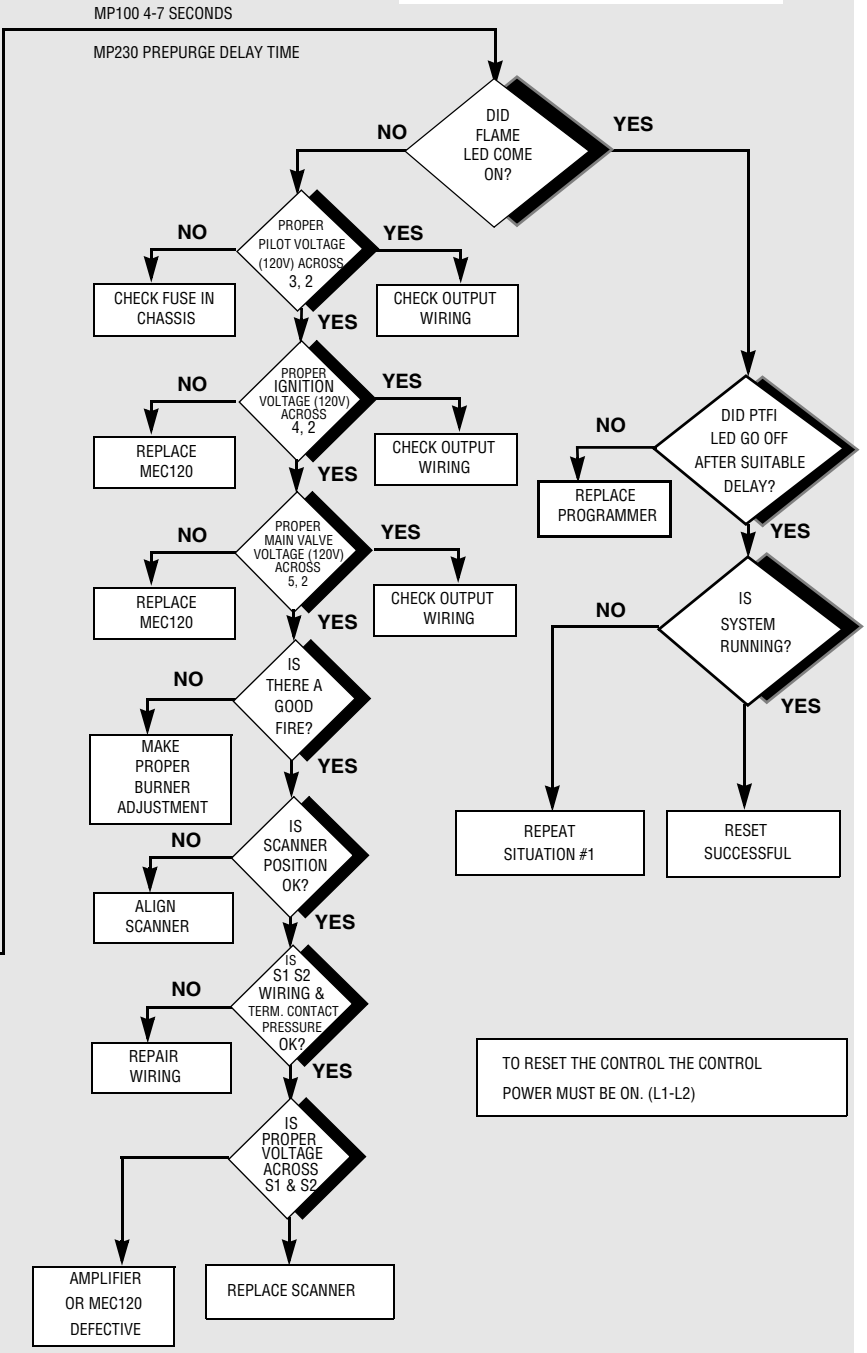 MP100 4-7 SECONDS
MP230 PREPURGE DELAY TIME
DID
FLAME
LED COME
ON?
NO
YES
PROPER
PILOT VOLTAGE
(120V) ACROSS
3, 2
NO
YES
CHECK FUSE IN
CHASSIS
CHECK OUTPUT
WIRING
YES
PROPER
IGNITION
VOLTAGE (120V)
ACROSS
4, 2
NO
YES
REPLACE
MEC120
CHECK OUTPUT
WIRING
YES
PROPER
MAIN VALVE
VOLTAGE (120V)
ACROSS
5, 2
NO
YES
REPLACE
MEC120
CHECK OUTPUT
WIRING
YES
IS
THERE A
GOOD
FIRE?
NO
MAKE
PROPER
BURNER
ADJUSTMENT
YES
IS
SCANNER
POSITION
OK?
NO
ALIGN
SCANNER
YES
IS
S1 S2
WIRING &
TERM. CONTACT
PRESSURE
OK?
NO
REPAIR
WIRING
YES
IS
PROPER
VOLTAGE
ACROSS
S1 & S2
AMPLIFIER
OR MEC120
DEFECTIVE
REPLACE SCANNER
DID PTFI
LED GO OFF
AFTER SUITABLE
DELAY?
NO
REPLACE
PROGRAMMER
YES
IS
SYSTEM
RUNNING?
NO
YES
REPEAT
SITUATION #1
RESET
SUCCESSFUL
TO RESET THE CONTROL THE CONTROL
POWER MUST BE ON. (L1-L2)